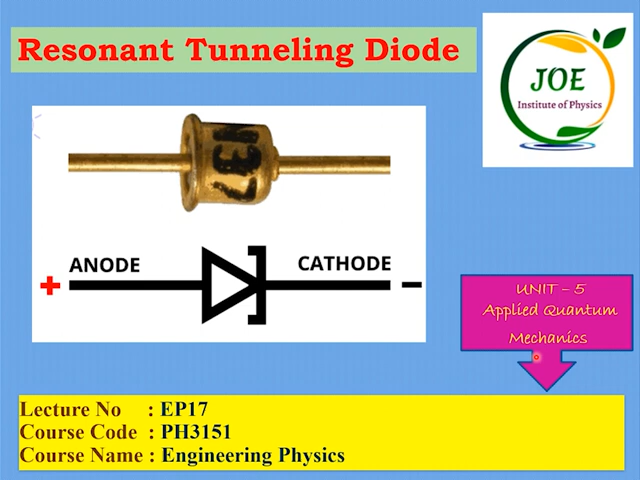 Resonant Tunneling Diode
JOE
Institute of Physics
ANODE
CATHODE
+
−
UNIT – 5
Applied Quantum
Mechanics
Lecture No : EP17
Course Code : PH3151
Course Name : Engineering Physics